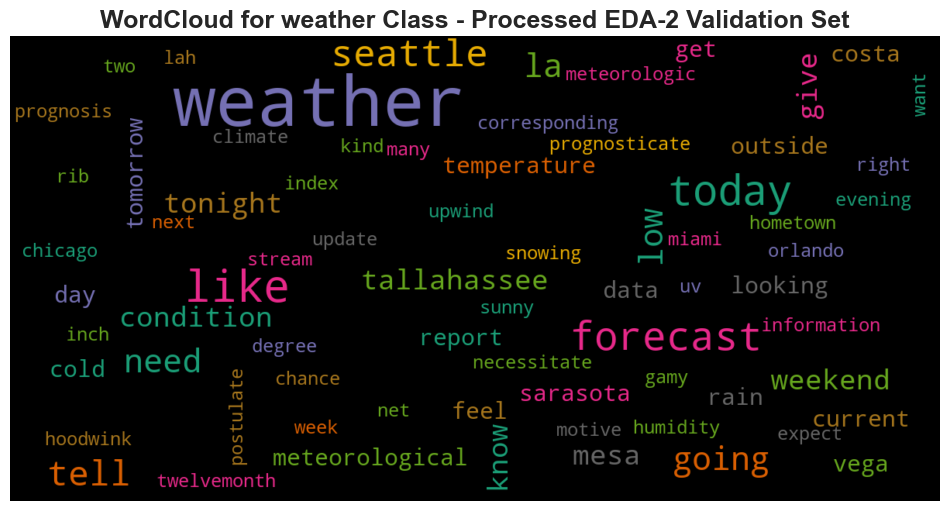 WordCloud for weather Class - Processed EDA-2 Validation Set
two
lah
seattle
la
get
costa
meteorologic
give
want
prognosis
weather
corresponding
tomorrow
climate
kind
many
prognosticate
outside
temperature
right
rib
index
today
tonight
evening
next
upwind
low
hometown
chicago
update
miami
orlando
stream
snowing
like
tallahassee
data
uv
looking
day
condition
sunny
inch
degree
report
forecast
information
need
necessitate
cold
chance
gamy
weekend
postulate
sarasota
rain
net
feel
current
hoodwink
week
know
motive
humidity
expect
tell
meteorological
mesa
going
vega
twelvemonth